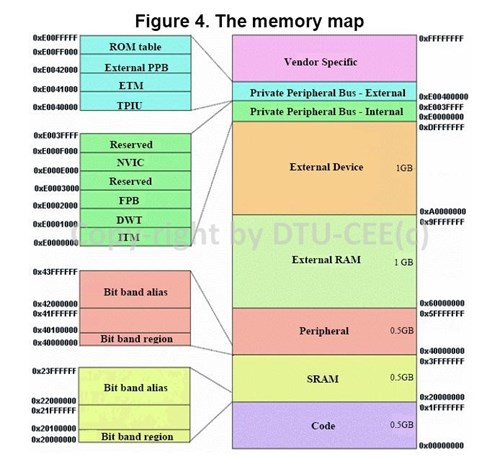 Figure 4. The memory map
0xE00FFFFF
0xE00FF000
0xE0042000
0xE0041000
0xE0040000
ROM table
External PPB
ETM
TPIU
0xE003FFFF
0xE000F000
0xE000E000
0xE0003000
0xE0002000
0xE0001000
0xE0000000
Reserved
NVIC
Reserved
FPB
DWT
ITM
0x43FFFFFF
0x42000000
0x41FFFFFF
0x40100000
0x40000000
Bit band alias
Bit band region
0x23FFFFFF
0x22000000
0x21FFFFFF
0x20100000
0x20000000
Bit band alias
Bit band region
Vendor Specific
Private Peripheral Bus - External
Private Peripheral Bus - Internal
External Device 1GB
External RAM 1 GB
Peripheral 0.5GB
SRAM 0.5GB
Code 0.5GB
0xFFFFFFFF
0xE00400000
0xE003FFFF
0xE0000000
0xDFFFFFFF
0xA0000000
0x9FFFFFFF
0x60000000
0x5FFFFFFF
0x40000000
0x3FFFFFFF
0x20000000
0x1FFFFFFF
0x00000000
Copy-right by DTU-CEE(c)